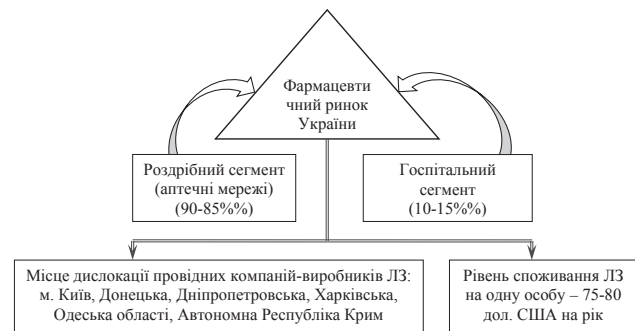 Фармацевти
чний ринок
України
Роздрібний сегмент
(аптечні мережі)
(90-85%%)
Госпітальний
сегмент
(10-15%%)
Місце дислокації провідних компаній-виробників ЛЗ:
м. Київ, Донецька, Дніпропетровська, Харківська,
Одеська області, Автономна Республіка Крим
Рівень споживання ЛЗ
на одну особу – 75-80
дол. США на рік